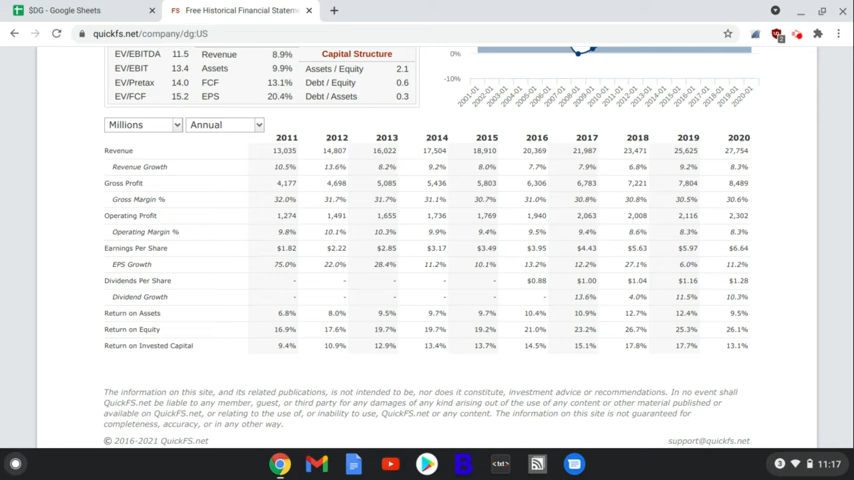 $DG - Google Sheets
FS Free Historical Financial Stateme
quickfs.net/company/dg:US
2
EV/EBITDA 11.5 Revenue 8.9% Capital Structure
EV/EBIT 13.4 Assets 9.9% Assets / Equity 2.1
EV/Pretax 14.0 FCF 13.1% Debt / Equity 0.6
EV/FCF 15.2 EPS 20.4% Debt / Assets 0.3
0%
-10%
2001-01 2002-01 2003-01 2004-01 2005-01 2006-01 2007-01 2008-01 2009-01 2010-01 2011-01 2012-01 2013-01 2014-01 2015-01 2016-01 2017-01 2018-01 2019-01 2020-01
Millions Annual
2011 2012 2013 2014 2015 2016 2017 2018 2019 2020
Revenue 13,035 14,807 16,022 17,504 18,910 20,369 21,987 23,471 25,625 27,754
Revenue Growth 10.5% 13.6% 8.2% 9.2% 8.0% 7.7% 7.9% 6.8% 9.2% 8.3%
Gross Profit 4,177 4,698 5,085 5,436 5,803 6,306 6,783 7,221 7,804 8,489
Gross Margin % 32.0% 31.7% 31.7% 31.1% 30.7% 31.0% 30.8% 30.8% 30.5% 30.6%
Operating Profit 1,274 1,491 1,655 1,736 1,769 1,940 2,063 2,008 2,116 2,302
Operating Margin % 9.8% 10.1% 10.3% 9.9% 9.4% 9.5% 9.4% 8.6% 8.3% 8.3%
Earnings Per Share $1.82 $2.22 $2.85 $3.17 $3.49 $3.95 $4.43 $5.63 $5.97 $6.64
EPS Growth 75.0% 22.0% 28.4% 11.2% 10.1% 13.2% 12.2% 27.1% 6.0% 11.2%
Dividends Per Share - - - - - $0.88 $1.00 $1.04 $1.16 $1.28
Dividend Growth - - - - - - 13.6% 4.0% 11.5% 10.3%
Return on Assets 6.8% 8.0% 9.5% 9.7% 9.7% 10.4% 10.9% 12.7% 12.4% 9.5%
Return on Equity 16.9% 17.6% 19.7% 19.7% 19.2% 21.0% 23.2% 26.7% 25.3% 26.1%
Return on Invested Capital 9.4% 10.9% 12.9% 13.4% 13.7% 14.5% 15.1% 17.8% 17.7% 13.1%
The information on this site, and its related publications, is not intended to be, nor does it constitute, investment advice or recommendations. In no event shall
QuickFS.net be liable to any member, guest, or third party for any damages of any kind arising out of the use of any content or other material published or
available on QuickFS.net, or relating to the use of, or inability to use, QuickFS.net or any content. The information on this site is not guaranteed for
completeness, accuracy, or in any other way.
© 2016-2021 QuickFS.net support@quickfs.net
B <txt> 3 11:17